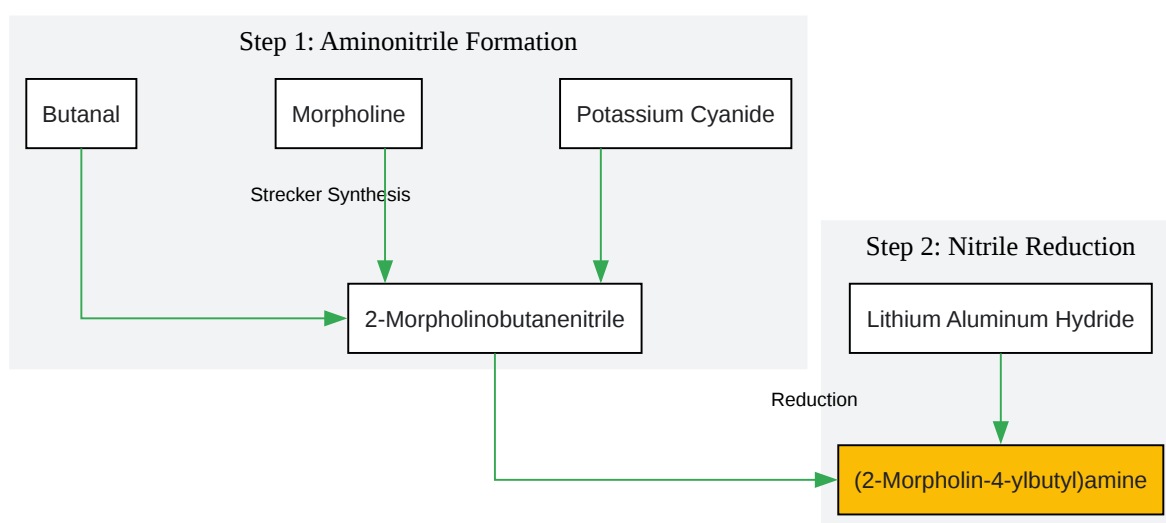 Step 1: Aminonitrile Formation
Butanal
Morpholine
Potassium Cyanide
Strecker Synthesis
2-Morpholinobutanenitrile
Step 2: Nitrile Reduction
Lithium Aluminum Hydride
Reduction
(2-Morpholin-4-ylbutyl)amine